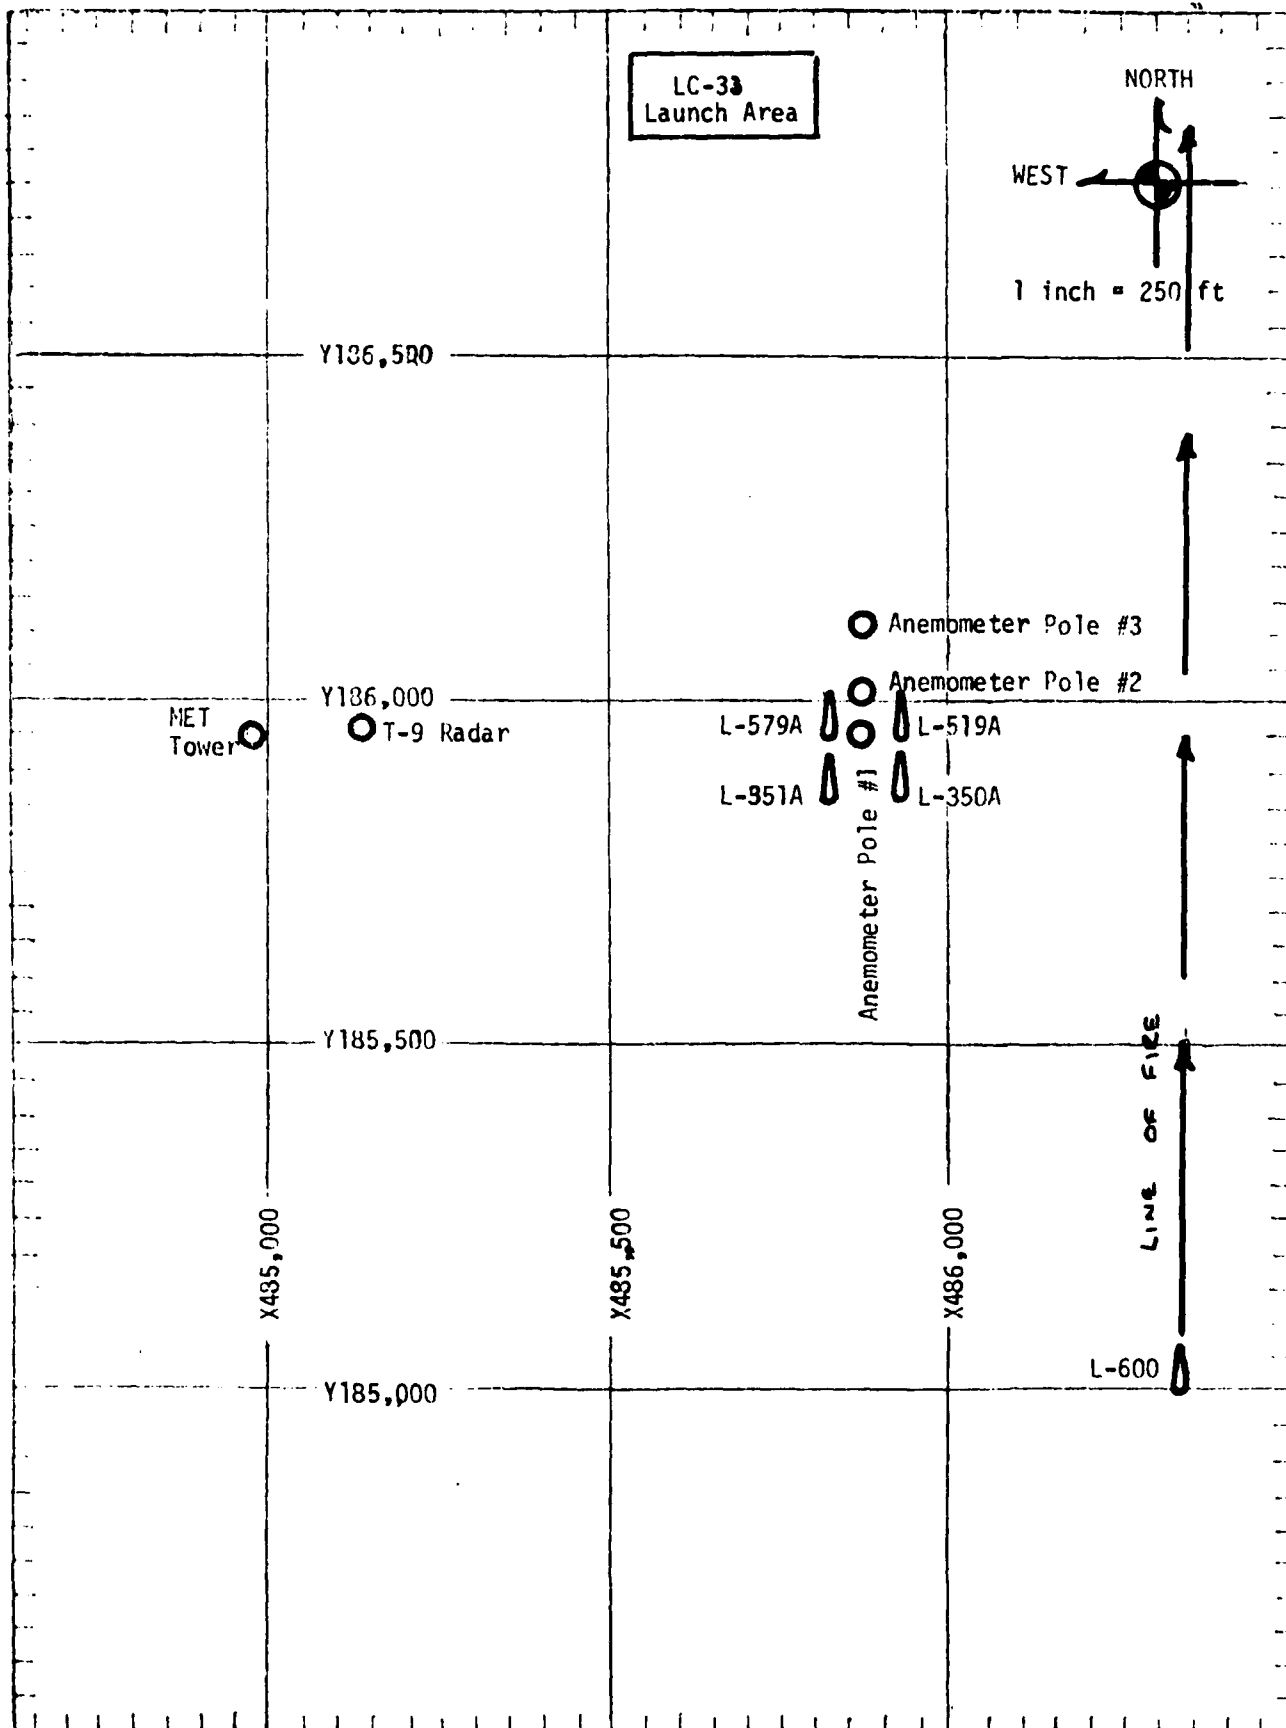 LC-33
Launch Area
NORTH
WEST
1 inch = 250 ft
Y186,500
Anemometer Pole #3
Y186,000
Anemometer Pole #2
MET
Tower
T-9 Radar
L-579A
L-519A
L-351A
L-350A
Anemometer Pole #1
Y185,500
LINE OF FIRE
X485,000
X485,500
X486,000
L-600
Y185,000